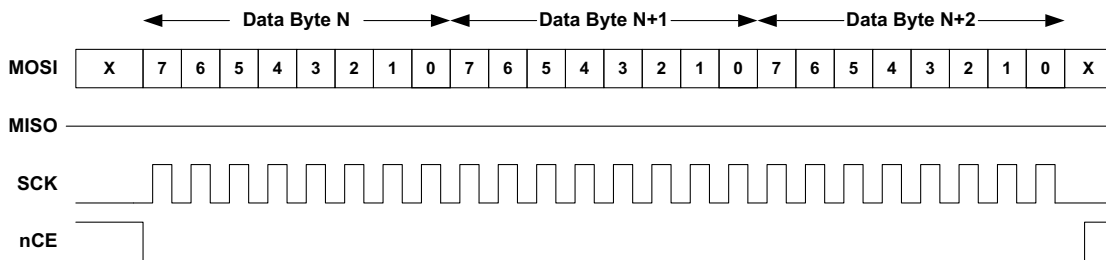 Data Byte N Data Byte N+1 Data Byte N+2
MOSI X 7 6 5 4 3 2 1 0 7 6 5 4 3 2 1 0 7 6 5 4 3 2 1 0 X
MISO
SCK
nCE